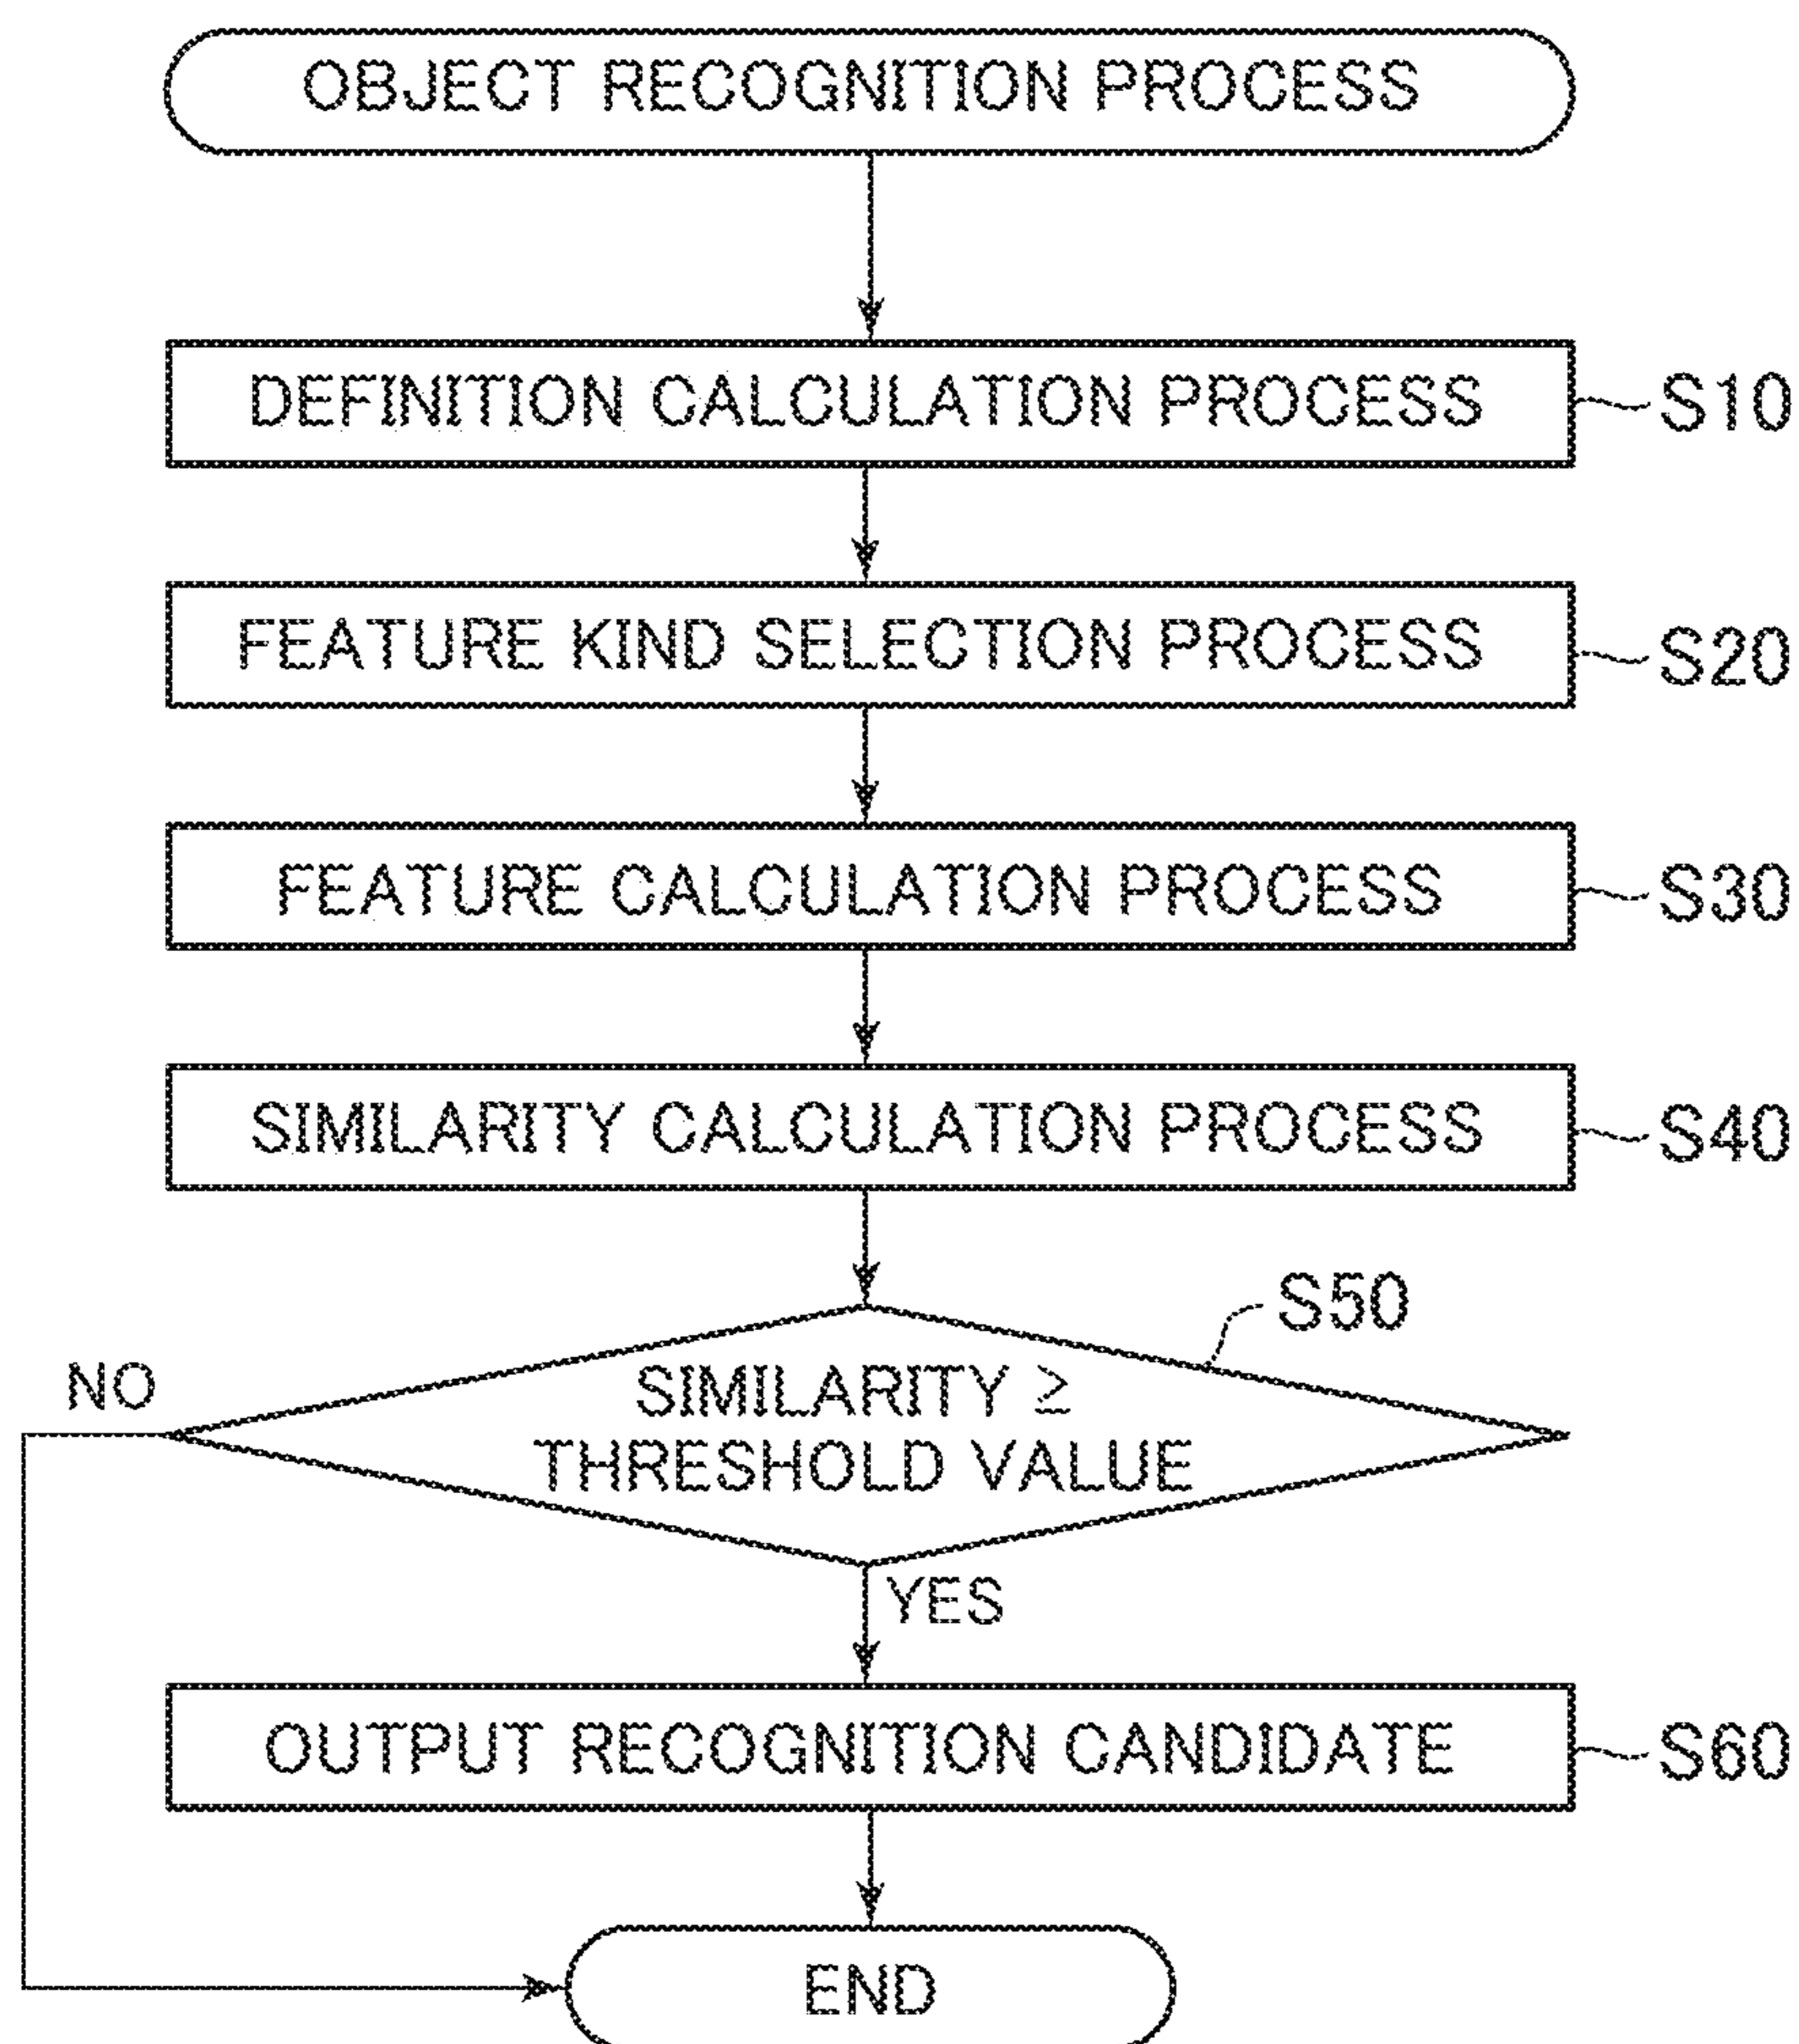 OBJECT RECOGNITION PROCESS
DEFINITION CALCULATION PROCESS
S10
FEATURE KIND SELECTION PROCESS
S20
FEATURE CALCULATION PROCESS
S30
SIMILARITY CALCULATION PROCESS
S40
S50
NO
SIMILARITY ≥
THRESHOLD VALUE
YES
OUTPUT RECOGNITION CANDIDATE
S60
END